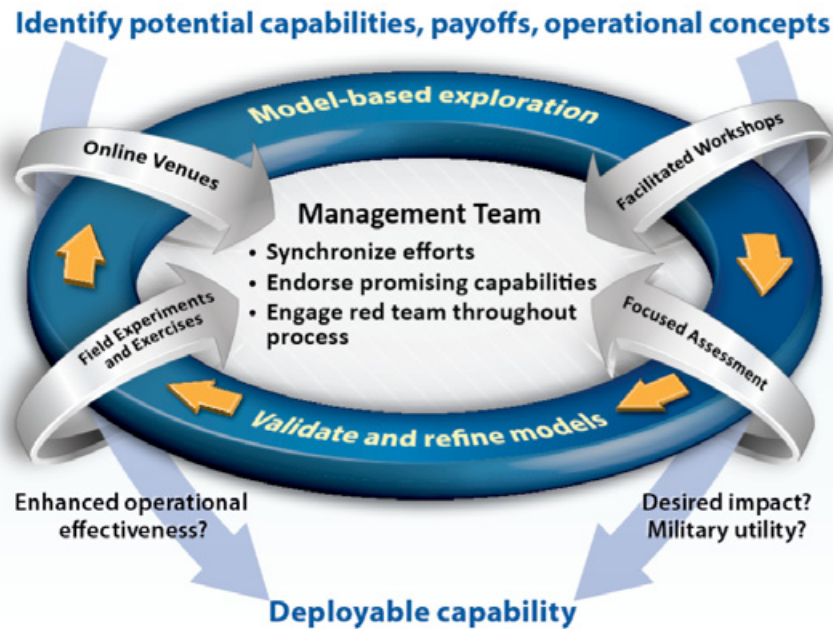 Identify potential capabilities, payoffs, operational concepts
Model-based exploration
Online Venues
Facilitated Workshops
Management Team
• Synchronize efforts
• Endorse promising capabilities
• Engage red team throughout
process
Field Experiments
and Exercises
Focused Assessment
Validate and refine models
Enhanced operational
effectiveness?
Desired impact?
Military utility?
Deployable capability